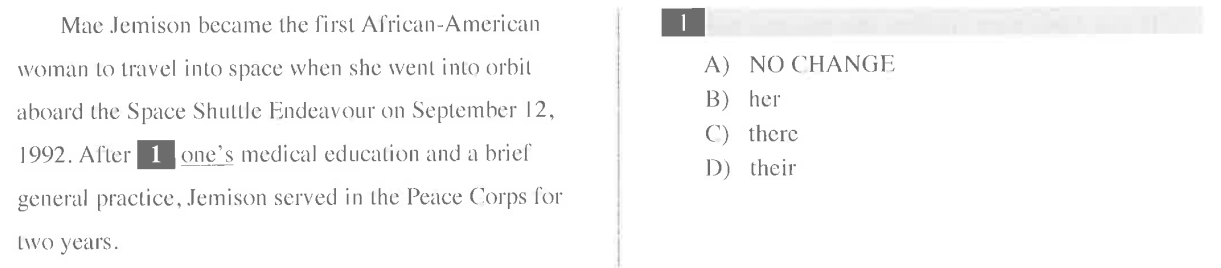 Mae Jemison became the first African-American
woman to travel into space when she went into orbit
aboard the Space Shuttle Endeavour on September 12,
1992. After 1 one's medical education and a brief
general practice, Jemison served in the Peace Corps for
two years.
1
A) NO CHANGE
B) her
C) there
D) their